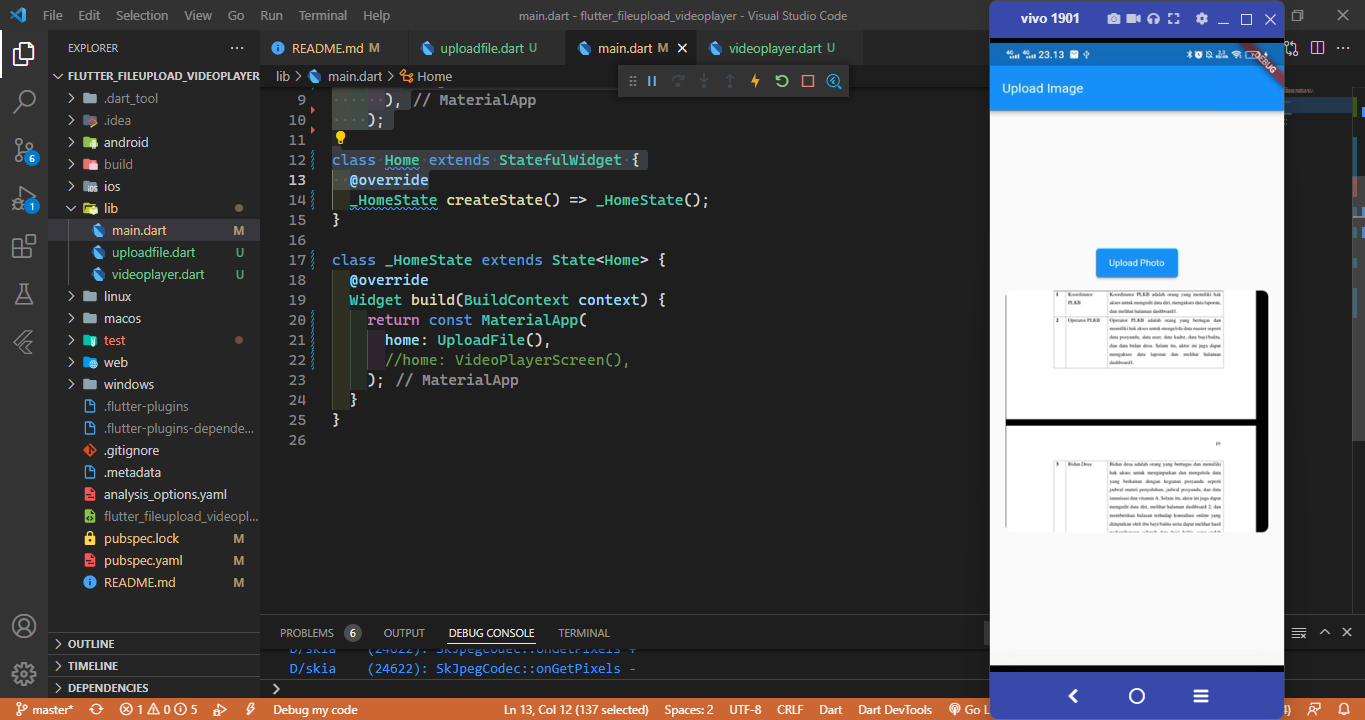 File Edit Selection View Go Run Terminal Help
main.dart - flutter_fileupload_videoplayer - Visual Studio Code
EXPLORER
FLUTTER_FILEUPLOAD_VIDEOPLAYER
.dart_tool
.idea
android
build
ios
lib
main.dart M
uploadfile.dart U
videoplayer.dart U
linux
macos
test
web
windows
.flutter-plugins
.flutter-plugins-depende...
.gitignore
.metadata
analysis_options.yaml
flutter_fileupload_videopl...
pubspec.lock M
pubspec.yaml M
README.md M
OUTLINE
TIMELINE
DEPENDENCIES
6
1
README.md M uploadfile.dart U main.dart M videoplayer.dart U
lib > main.dart > Home
9 ), // MaterialApp
10 );
11
12 class Home extends StatefulWidget {
13 @override
14 _HomeState createState() => _HomeState();
15 }
16
17 class _HomeState extends State<Home> {
18 @override
19 Widget build(BuildContext context) {
20 return const MaterialApp(
21 home: UploadFile(),
22 //home: VideoPlayerScreen(),
23 ); // MaterialApp
24 }
25 }
26
PROBLEMS 6 OUTPUT DEBUG CONSOLE TERMINAL
D/skia (24622): SkJpegCodec::onGetPixels +
D/skia (24622): SkJpegCodec::onGetPixels -
master* 1 0 5 Debug my code Ln 13, Col 12 (137 selected) Spaces: 2 UTF-8 CRLF Dart Dart DevTools Go L
vivo 1901
23.13
DEBUG
Upload Image
Upload Photo
1 Koordinator PLKB Koordinator PLKB adalah orang yang memiliki hak
akses untuk mengedit data diri, mengakses data laporan,
dan melihat halaman dashboard1.
2 Operator PLKB Operator PLKB adalah orang yang bertugas dan
memiliki hak akses untuk mengelola data master seperti
data posyandu, data user, data kader, data bayi/balita,
dan data bidan desa. Selain itu, aktor ini juga dapat
mengakses data laporan dan melihat halaman
dashboard1.
19
3 Bidan Desa Bidan desa adalah orang yang bertugas dan memiliki
hak akses untuk menginputkan dan mengelola data
yang berkaitan dengan kegiatan posyandu seperti
jadwal materi penyuluhan, jadwal posyandu, dan data
imunisasi dan vitamin A. Selain itu, aktor ini juga dapat
mengedit data diri, melihat halaman dashboard 2, dan
memberikan balasan terhadap konsultasi online yang
diinputkan oleh ibu bayi/balita serta dapat melihat hasil